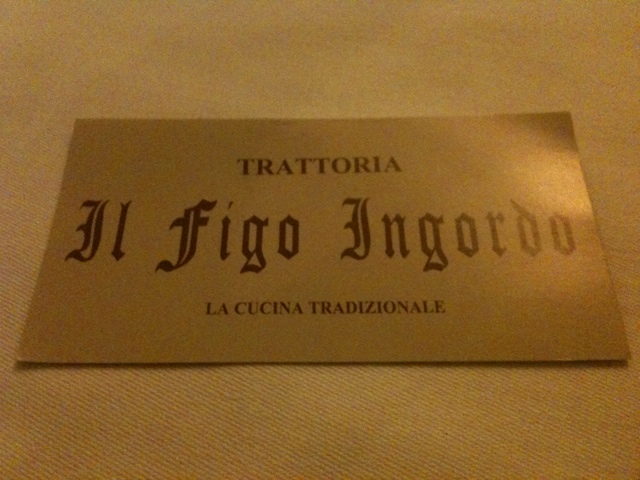 TRATTORIA
Il Figo Ingordo
LA CUCINA TRADIZIONALE